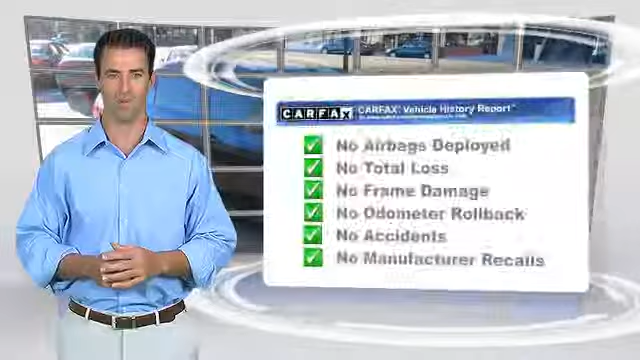 CARFAX CARFAX Vehicle History Report™
No Airbags Deployed
No Total Loss
No Frame Damage
No Odometer Rollback
No Accidents
No Manufacturer Recalls